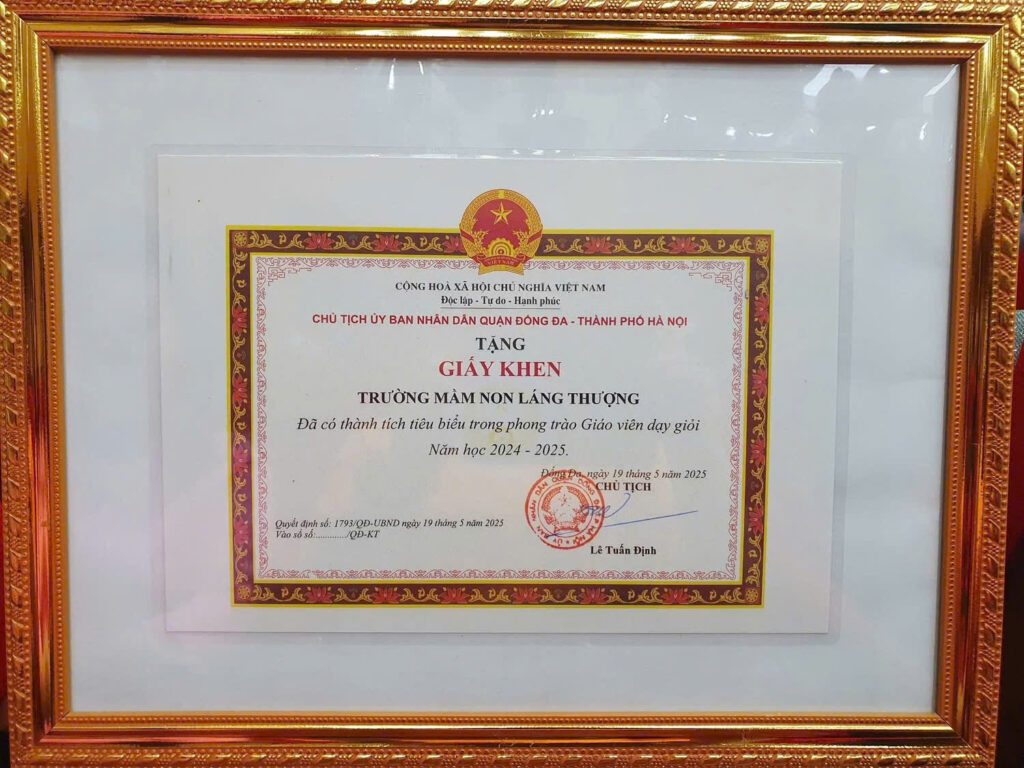 CỘNG HOÀ XÃ HỘI CHỦ NGHĨA VIỆT NAM
Độc lập - Tự do - Hạnh phúc
CHỦ TỊCH ỦY BAN NHÂN DÂN QUẬN ĐỐNG ĐA - THÀNH PHỐ HÀ NỘI
TẶNG
GIẤY KHEN
TRƯỜNG MẦM NON LÁNG THƯỢNG
Đã có thành tích tiêu biểu trong phong trào Giáo viên dạy giỏi
Năm học 2024 - 2025.
Đống Đa, ngày 19 tháng 5 năm 2025
CHỦ TỊCH
Quyết định số: 1793/QĐ-UBND ngày 19 tháng 5 năm 2025
Vào sổ số:............/QĐ-KT
Lê Tuấn Định